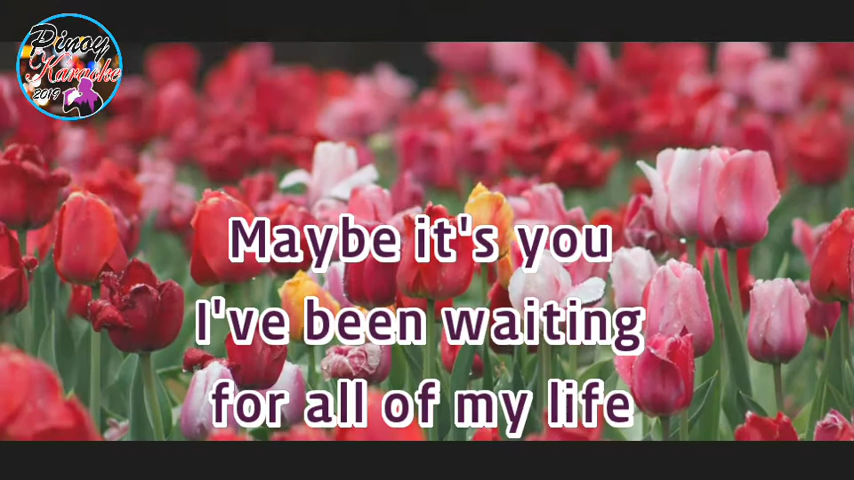 Pinoy
Karaoke
2019
Maybe it's you
I've been waiting
for all of my life